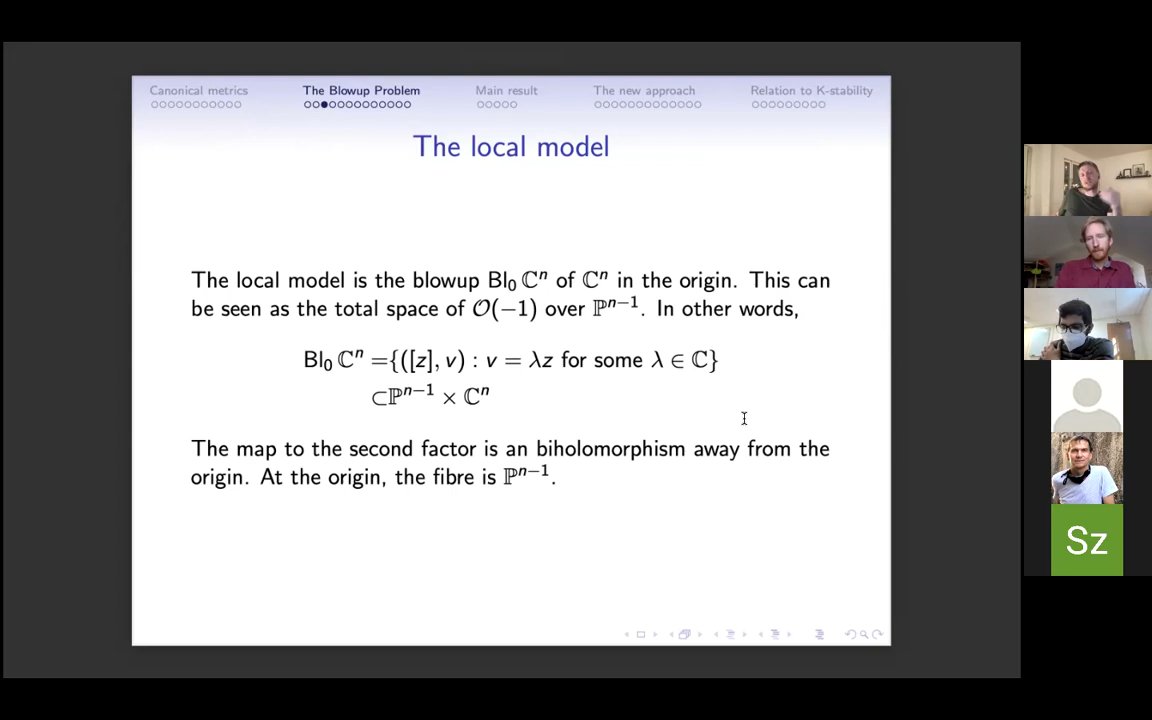 Canonical metrics The Blowup Problem Main result The new approach Relation to K-stability
The local model
The local model is the blowup Bl₀ ℂⁿ of ℂⁿ in the origin. This can
be seen as the total space of 𝒪(−1) over ℙⁿ⁻¹. In other words,
Bl₀ ℂⁿ ={([z], v) : v = λz for some λ ∈ ℂ}
⊂ℙⁿ⁻¹ × ℂⁿ
The map to the second factor is an biholomorphism away from the
origin. At the origin, the fibre is ℙⁿ⁻¹.
Sz